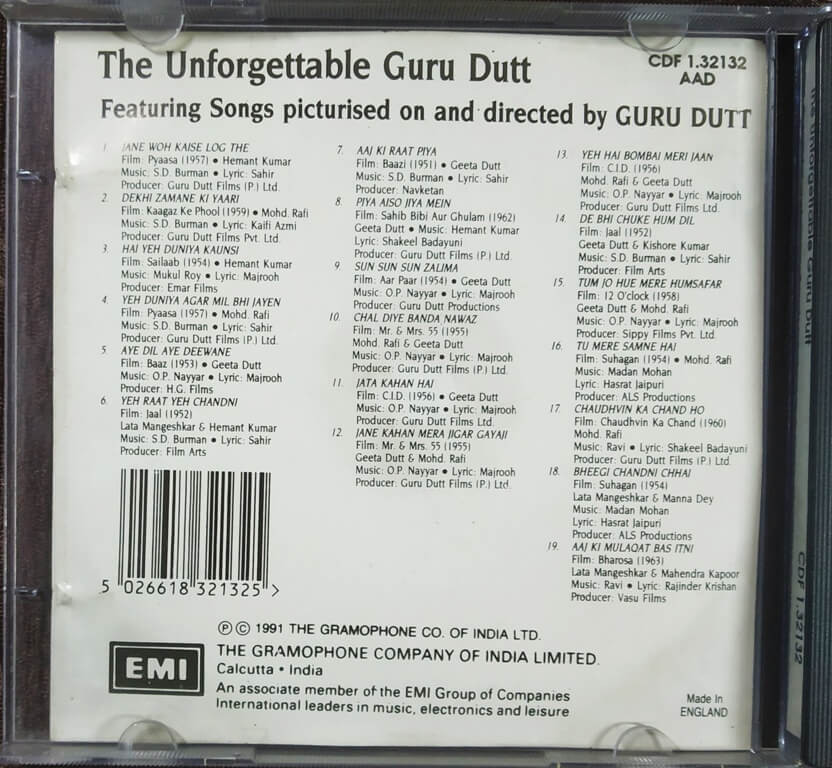 The Unforgettable Guru Dutt
CDF 1.32132
AAD
Featuring Songs picturised on and directed by GURU DUTT
1. JANE WOH KAISE LOG THE
Film: Pyaasa (1957) • Hemant Kumar
Music: S.D. Burman • Lyric: Sahir
Producer: Guru Dutt Films (P.) Ltd.
2. DEKHI ZAMANE KI YAARI
Film: Kaagaz Ke Phool (1959) • Mohd. Rafi
Music: S.D. Burman • Lyric: Kaifi Azmi
Producer: Guru Dutt Films Pvt. Ltd.
3. HAI YEH DUNIYA KAUNSI
Film: Sailaab (1954) • Hemant Kumar
Music: Mukul Roy • Lyric: Majrooh
Producer: Emar Films
4. YEH DUNIYA AGAR MIL BHI JAYEN
Film: Pyaasa (1957) • Mohd. Rafi
Music: S.D. Burman • Lyric: Sahir
Producer: Guru Dutt Films (P.) Ltd.
5. AYE DIL AYE DEEWANE
Film: Baaz (1953) • Geeta Dutt
Music: O.P. Nayyar • Lyric: Majrooh
Producer: H.G. Films
6. YEH RAAT YEH CHANDNI
Film: Jaal (1952)
Lata Mangeshkar & Hemant Kumar
Music: S.D. Burman • Lyric: Sahir
Producer: Film Arts
7. AAJ KI RAAT PIYA
Film: Baazi (1951) • Geeta Dutt
Music: S.D. Burman • Lyric: Sahir
Producer: Navketan
8. PIYA AISO JIYA MEIN
Film: Sahib Bibi Aur Ghulam (1962)
Geeta Dutt • Music: Hemant Kumar
Lyric: Shakeel Badayuni
Producer: Guru Dutt Films (P.) Ltd.
9. SUN SUN SUN ZALIMA
Film: Aar Paar (1954) • Geeta Dutt
Music: O.P. Nayyar • Lyric: Majrooh
Producer: Guru Dutt Productions
10. CHAL DIYE BANDA NAWAZ
Film: Mr. & Mrs. 55 (1955)
Mohd. Rafi & Geeta Dutt
Music: O.P. Nayyar • Lyric: Majrooh
Producer: Guru Dutt Films (P.) Ltd.
11. JATA KAHAN HAI
Film: C.I.D. (1956) • Geeta Dutt
Music: O.P. Nayyar • Lyric: Majrooh
Producer: Guru Dutt Films Ltd.
12. JANE KAHAN MERA JIGAR GAYAJI
Film: Mr. & Mrs. 55 (1955)
Geeta Dutt & Mohd. Rafi
Music: O.P. Nayyar • Lyric: Majrooh
Producer: Guru Dutt Films (P.) Ltd.
13. YEH HAI BOMBAI MERI JAAN
Film: C.I.D. (1956)
Mohd. Rafi & Geeta Dutt
Music: O.P. Nayyar • Lyric: Majrooh
Producer: Guru Dutt Films Ltd.
14. DE BHI CHUKE HUM DIL
Film: Jaal (1952)
Geeta Dutt & Kishore Kumar
Music: S.D. Burman • Lyric: Sahir
Producer: Film Arts
15. TUM JO HUE MERE HUMSAFAR
Film: 12 O'clock (1958)
Geeta Dutt & Mohd. Rafi
Music: O.P. Nayyar • Lyric: Majrooh
Producer: Sippy Films Pvt. Ltd.
16. TU MERE SAMNE HAI
Film: Suhagan (1954) • Mohd. Rafi
Music: Madan Mohan
Lyric: Hasrat Jaipuri
Producer: ALS Productions
17. CHAUDHVIN KA CHAND HO
Film: Chaudhvin Ka Chand (1960)
Mohd. Rafi
Music: Ravi • Lyric: Shakeel Badayuni
Producer: Guru Dutt Films (P.) Ltd.
18. BHEEGI CHANDNI CHHAI
Film: Suhagan (1954)
Lata Mangeshkar & Manna Dey
Music: Madan Mohan
Lyric: Hasrat Jaipuri
Producer: ALS Productions
19. AAJ KI MULAQAT BAS ITNI
Film: Bharosa (1963)
Lata Mangeshkar & Mahendra Kapoor
Music: Ravi • Lyric: Rajinder Krishan
Producer: Vasu Films
5 026618 321325 >
Ⓟ © 1991 THE GRAMOPHONE CO. OF INDIA LTD.
EMI
THE GRAMOPHONE COMPANY OF INDIA LIMITED.
Calcutta • India
An associate member of the EMI Group of Companies
International leaders in music, electronics and leisure
Made In
ENGLAND
The Unforgettable Guru Dutt
CDF 1.32132